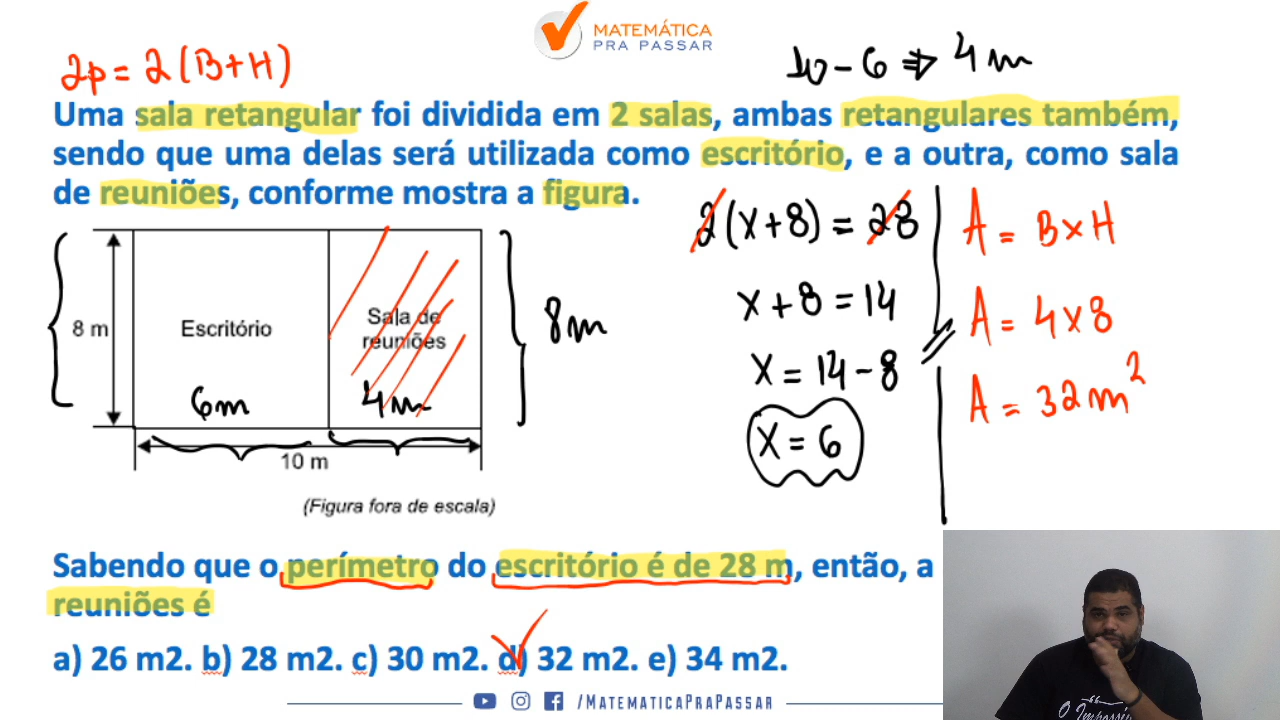 MATEMÁTICA
PRA PASSAR
2p = 2(B+H)
10 - 6 ⇒ 4m
Uma sala retangular foi dividida em 2 salas, ambas retangulares também,
sendo que uma delas será utilizada como escritório, e a outra, como sala
de reuniões, conforme mostra a figura.
2(x+8) = 28
x + 8 = 14
x = 14 - 8
x = 6
A = B x H
A = 4 x 8
A = 32m²
8 m
Escritório
Sala de
reuniões
8m
6m
4m
10 m
(Figura fora de escala)
Sabendo que o perímetro do escritório é de 28 m, então, a
reuniões é
a) 26 m2. b) 28 m2. c) 30 m2. d) 32 m2. e) 34 m2.
/MATEMATICAPRAPASSAR
O Impossív